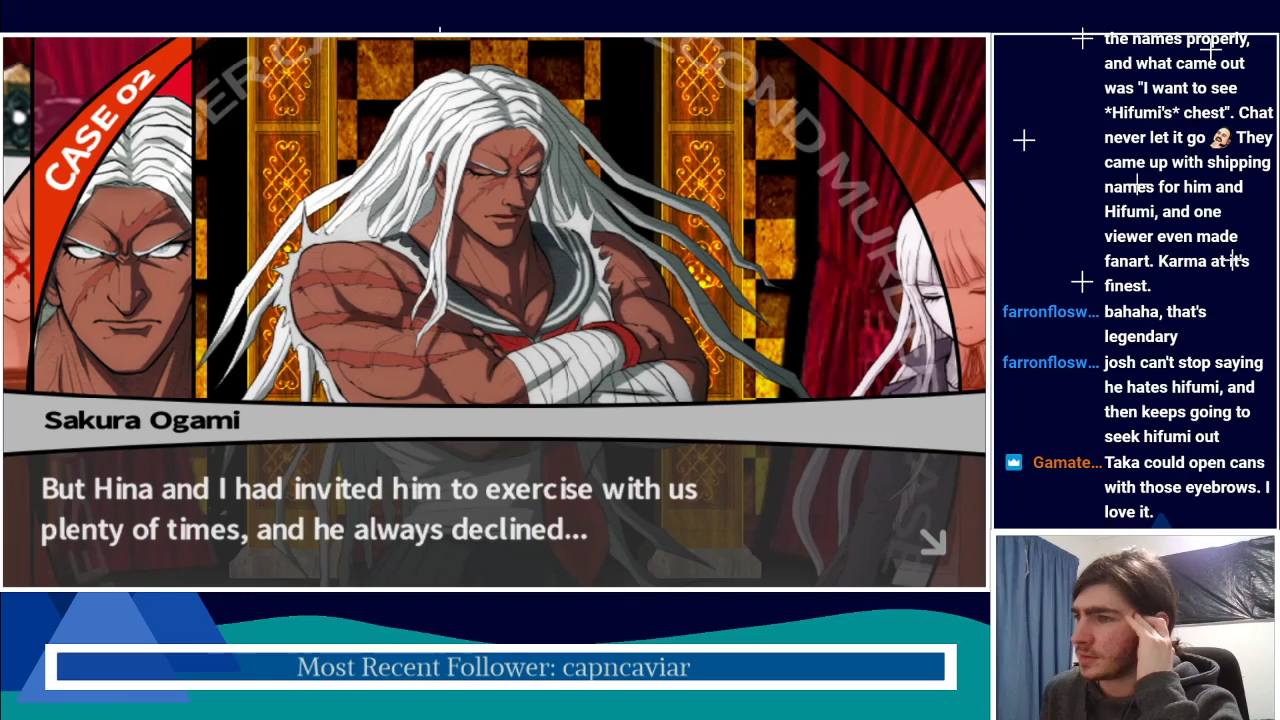 CASE 02
SECOND MURDER CASE
Sakura Ogami
But Hina and I had invited him to exercise with us
plenty of times, and he always declined...
the names properly,
and what came out
was "I want to see
*Hifumi's* chest". Chat
never let it go They
came up with shipping
names for him and
Hifumi, and one
viewer even made
fanart. Karma at it's
finest.
farronflosw... bahaha, that's
legendary
farronflosw... josh can't stop saying
he hates hifumi, and
then keeps going to
seek hifumi out
Gamate... Taka could open cans
with those eyebrows. I
love it.
Most Recent Follower: capncaviar